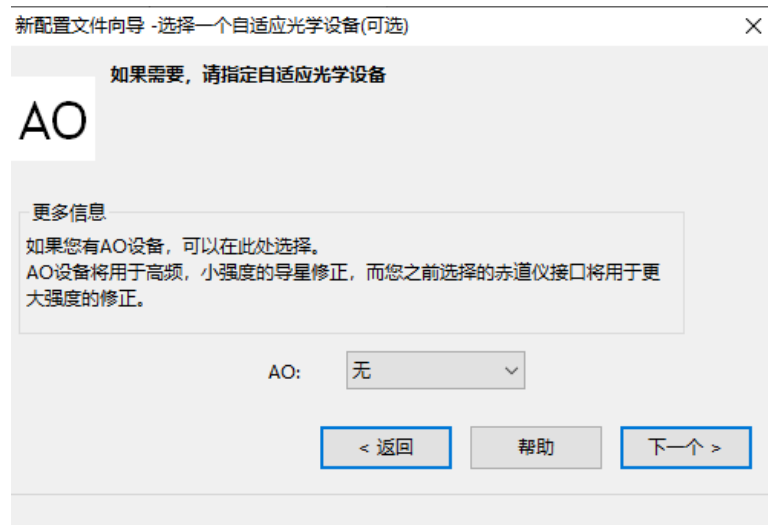 新配置文件向导 -选择一个自适应光学设备(可选)
如果需要，请指定自适应光学设备
AO
更多信息
如果您有AO设备，可以在此处选择。
AO设备将用于高频，小强度的导星修正，而您之前选择的赤道仪接口将用于更
大强度的修正。
AO: 无
< 返回 帮助 下一个 >